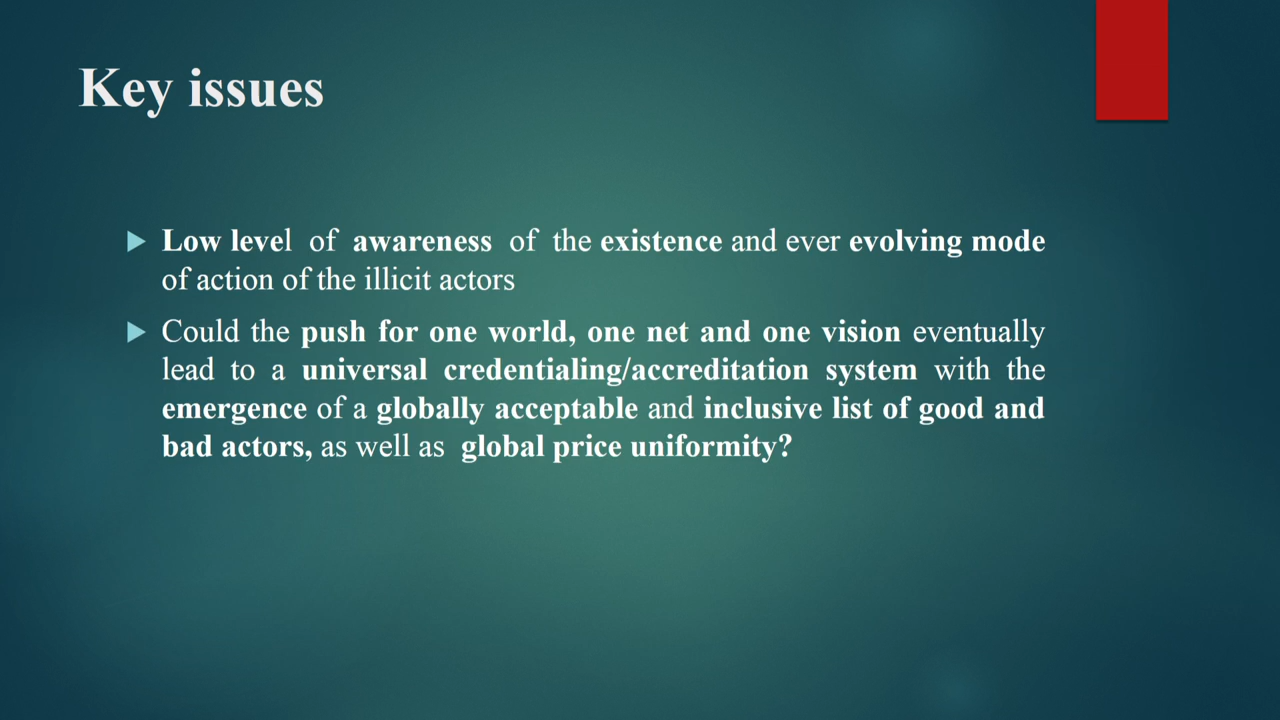 Key issues
Low level of awareness of the existence and ever evolving mode
of action of the illicit actors
Could the push for one world, one net and one vision eventually
lead to a universal credentialing/accreditation system with the
emergence of a globally acceptable and inclusive list of good and
bad actors, as well as global price uniformity?